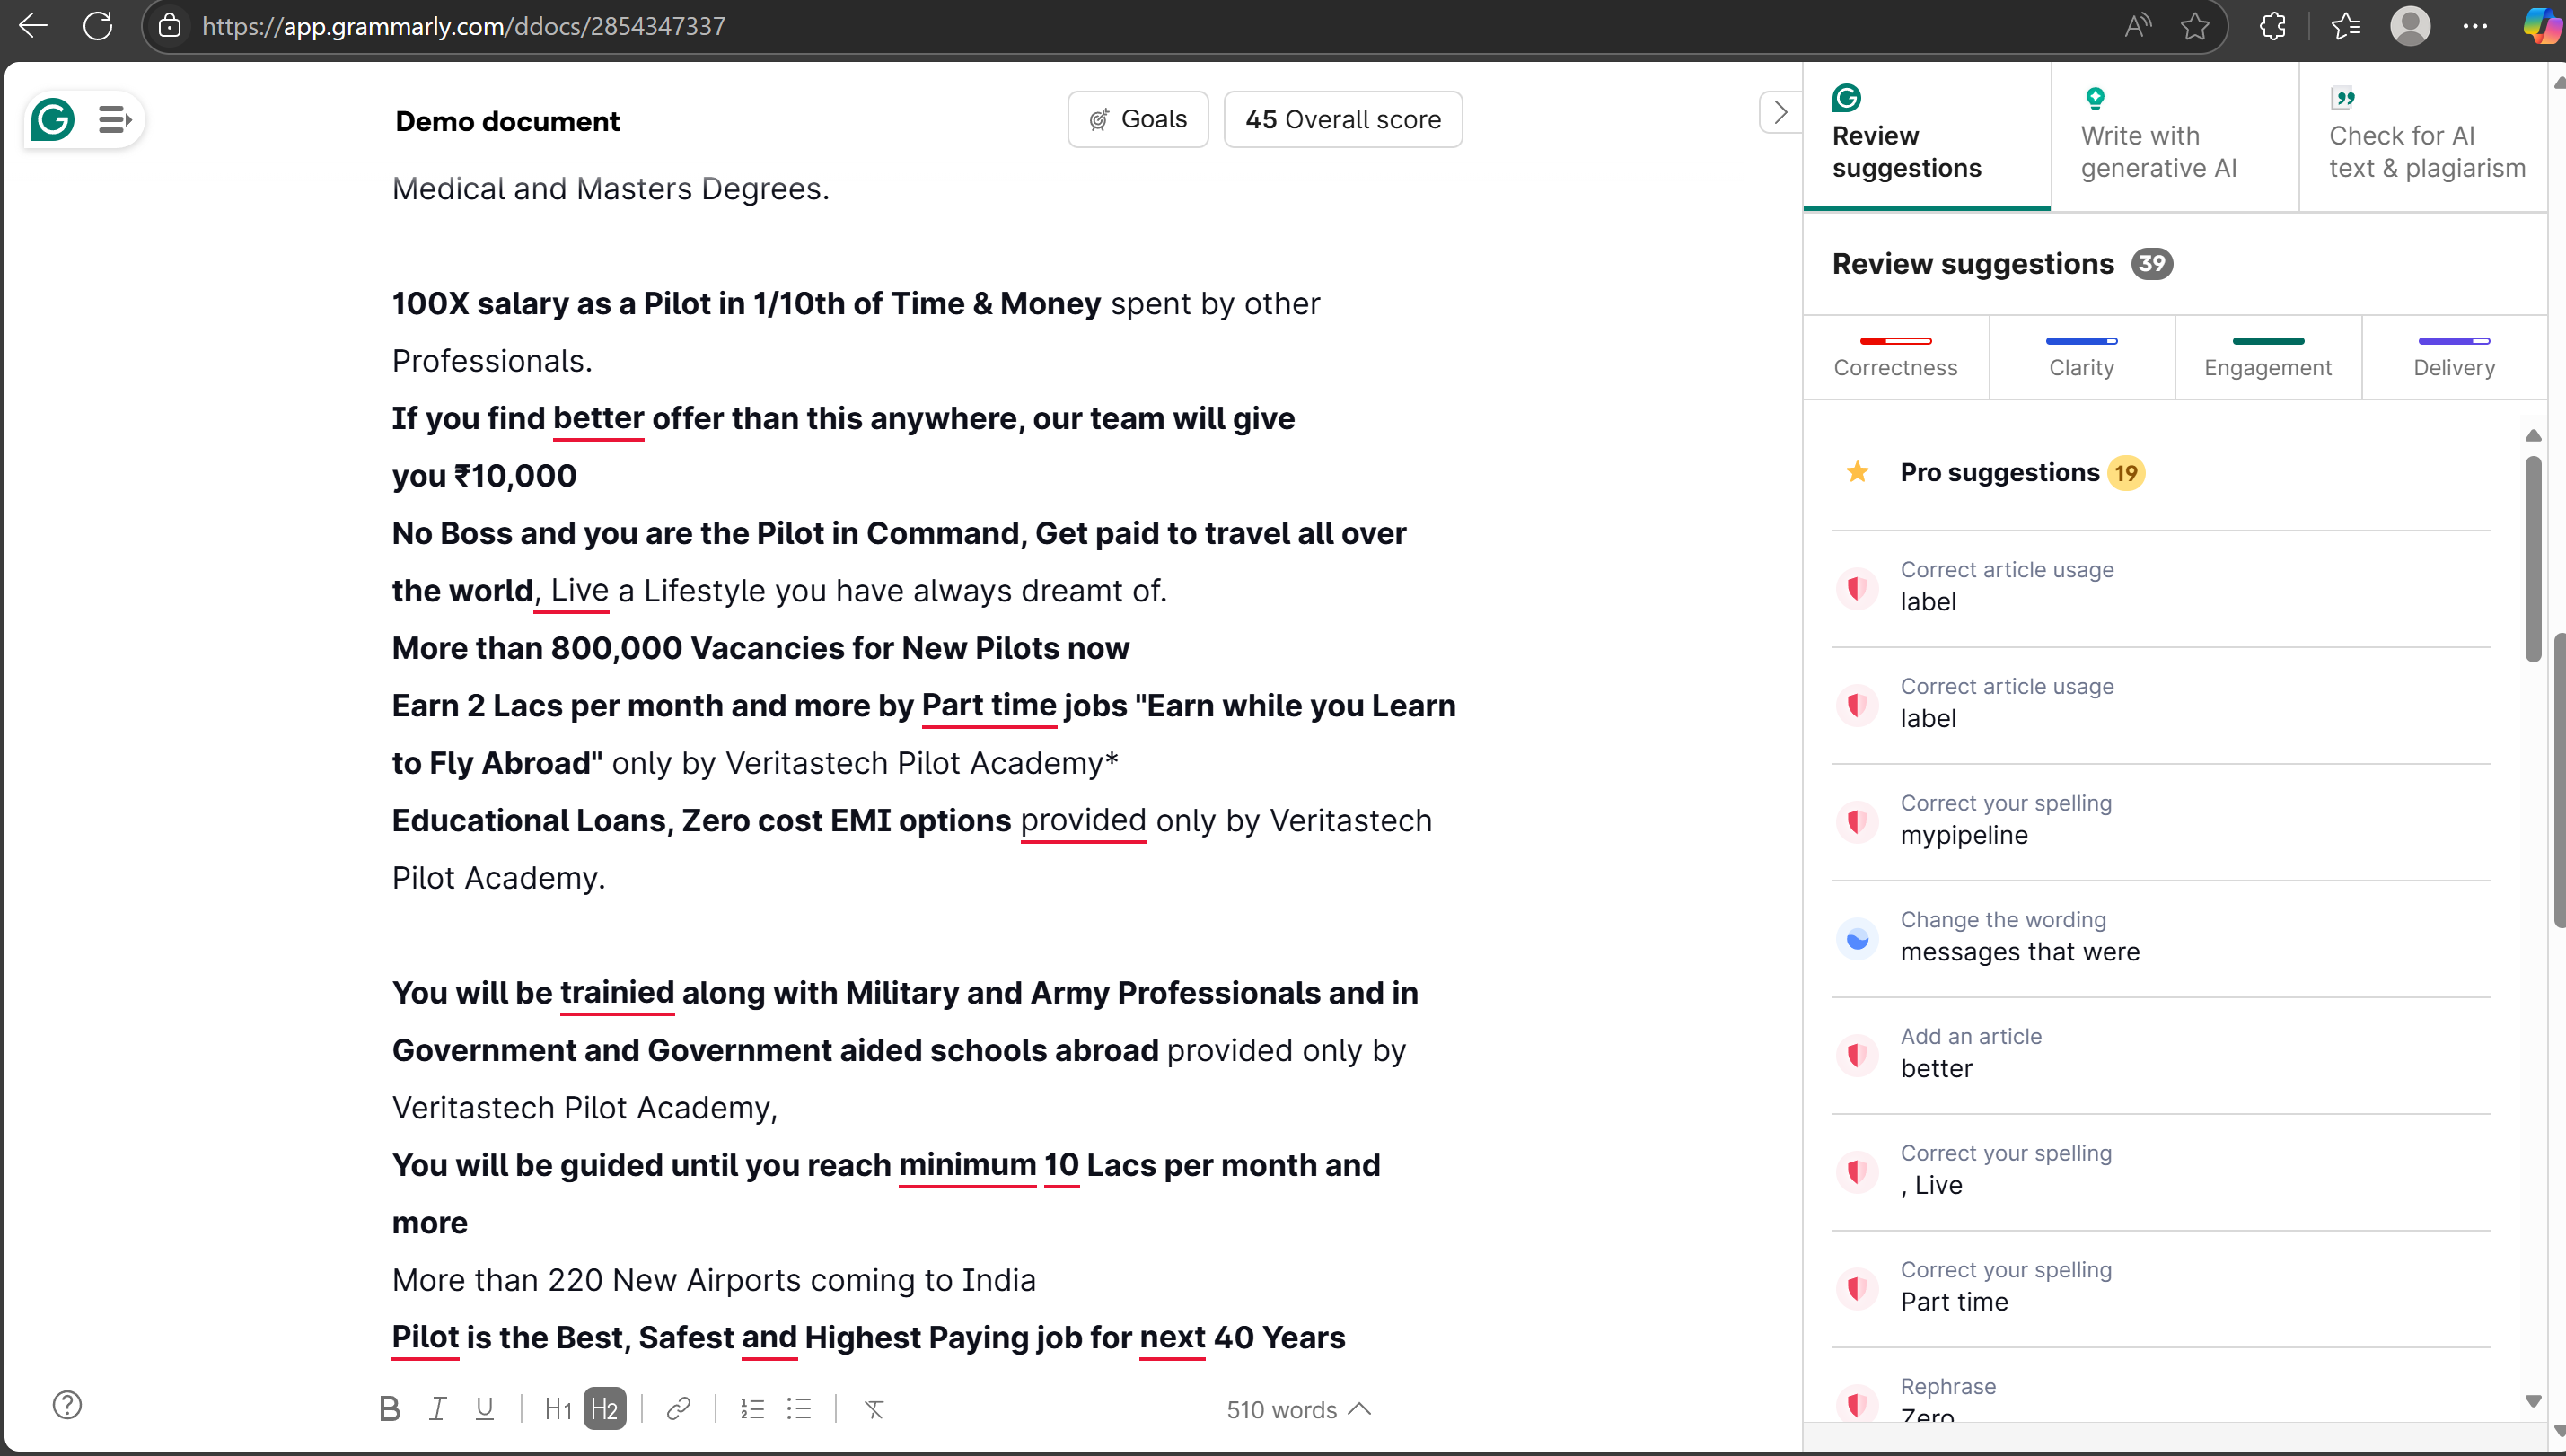 https://app.grammarly.com/ddocs/2854347337
Demo document
Goals
45 Overall score
Medical and Masters Degrees.
100X salary as a Pilot in 1/10th of Time & Money spent by other
Professionals.
If you find better offer than this anywhere, our team will give
you ₹10,000
No Boss and you are the Pilot in Command, Get paid to travel all over
the world, Live a Lifestyle you have always dreamt of.
More than 800,000 Vacancies for New Pilots now
Earn 2 Lacs per month and more by Part time jobs "Earn while you Learn
to Fly Abroad" only by Veritastech Pilot Academy*
Educational Loans, Zero cost EMI options provided only by Veritastech
Pilot Academy.
You will be trainied along with Military and Army Professionals and in
Government and Government aided schools abroad provided only by
Veritastech Pilot Academy,
You will be guided until you reach minimum 10 Lacs per month and
more
More than 220 New Airports coming to India
Pilot is the Best, Safest and Highest Paying job for next 40 Years
B I U H1 H2
510 words
Review
suggestions
Write with
generative AI
Check for AI
text & plagiarism
Review suggestions 39
Correctness
Clarity
Engagement
Delivery
Pro suggestions 19
Correct article usage
label
Correct article usage
label
Correct your spelling
mypipeline
Change the wording
messages that were
Add an article
better
Correct your spelling
, Live
Correct your spelling
Part time
Rephrase
Zero